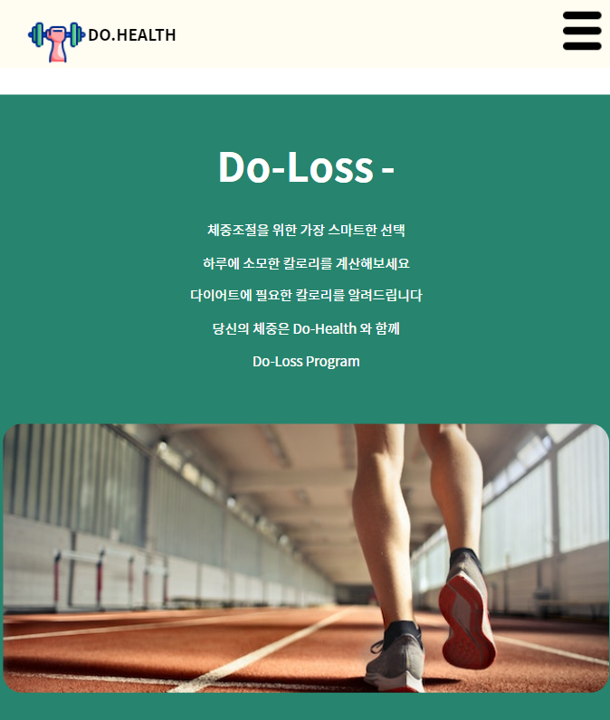 DO.HEALTH
Do-Loss -
체중조절을 위한 가장 스마트한 선택
하루에 소모한 칼로리를 계산해보세요
다이어트에 필요한 칼로리를 알려드립니다
당신의 체중은 Do-Health 와 함께
Do-Loss Program